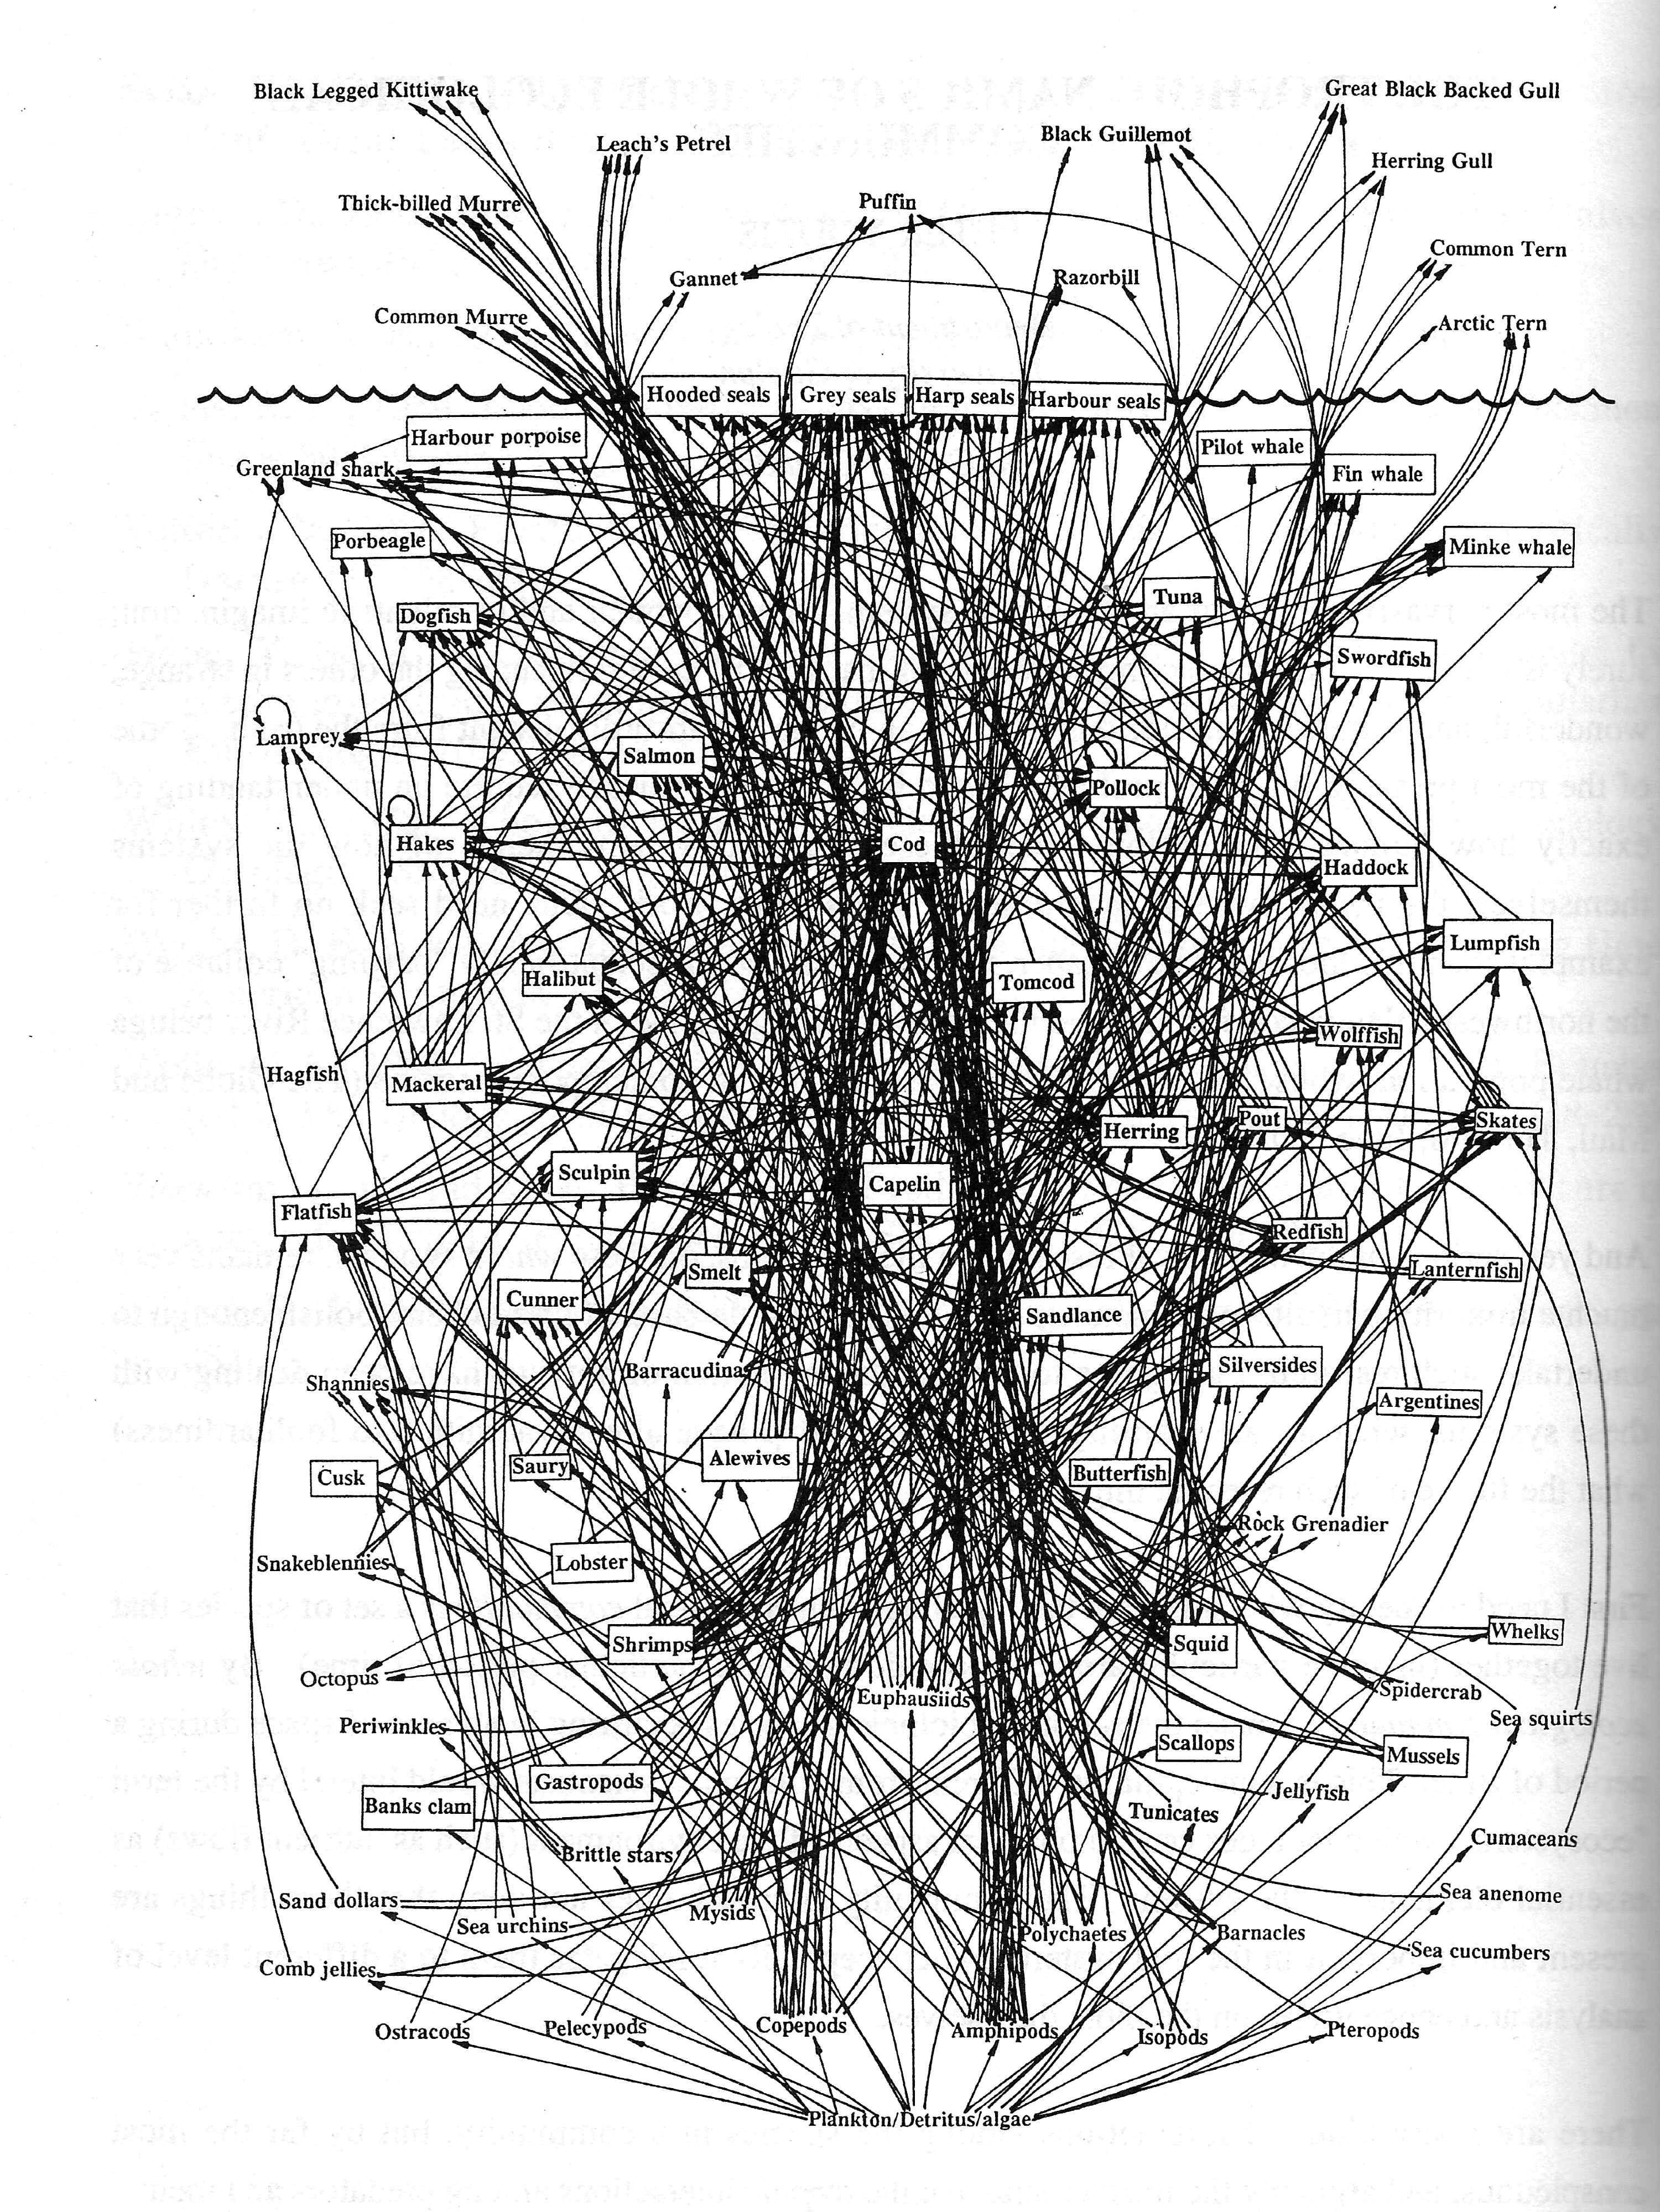 Black Legged Kittiwake
Great Black Backed Gull
Leach's Petrel
Black Guillemot
Herring Gull
Thick-billed Murre
Puffin
Common Tern
Gannet
Razorbill
Common Murre
Arctic Tern
Hooded seals
Grey seals
Harp seals
Harbour seals
Harbour porpoise
Pilot whale
Greenland shark
Fin whale
Porbeagle
Minke whale
Tuna
Dogfish
Swordfish
Lamprey
Salmon
Pollock
Hakes
Cod
Haddock
Lumpfish
Halibut
Tomcod
Wolffish
Hagfish
Mackeral
Herring
Pout
Skates
Sculpin
Capelin
Flatfish
Redfish
Smelt
Lanternfish
Cunner
Sandlance
Barracudina
Silversides
Shannies
Argentines
Cusk
Saury
Alewives
Butterfish
Rock Grenadier
Snakeblennies
Lobster
Whelks
Shrimps
Squid
Octopus
Euphausiids
Spidercrab
Sea squirts
Periwinkles
Scallops
Mussels
Gastropods
Jellyfish
Banks clam
Tunicates
Cumaceans
Brittle stars
Sand dollars
Sea anenome
Mysids
Sea urchins
Polychaetes
Barnacles
Sea cucumbers
Comb jellies
Ostracods
Pelecypods
Copepods
Amphipods
Isopods
Pteropods
Plankton/Detritus/algae